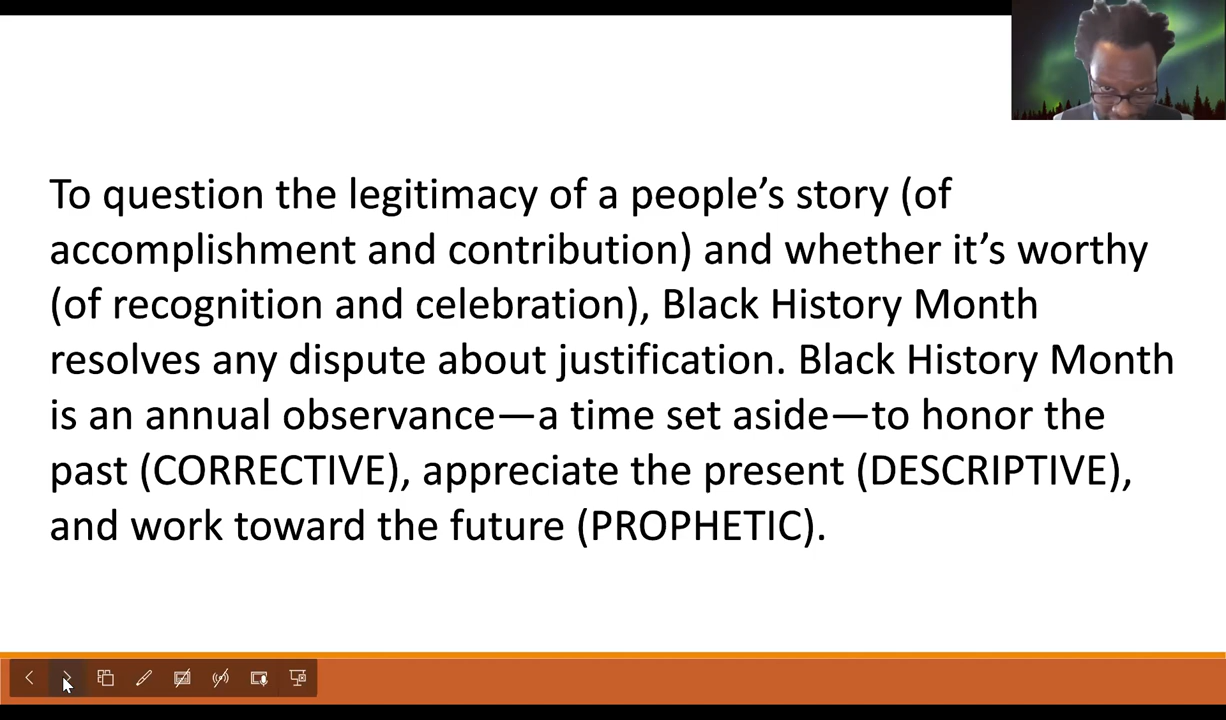 To question the legitimacy of a people’s story (of
accomplishment and contribution) and whether it’s worthy
(of recognition and celebration), Black History Month
resolves any dispute about justification. Black History Month
is an annual observance—a time set aside—to honor the
past (CORRECTIVE), appreciate the present (DESCRIPTIVE),
and work toward the future (PROPHETIC).